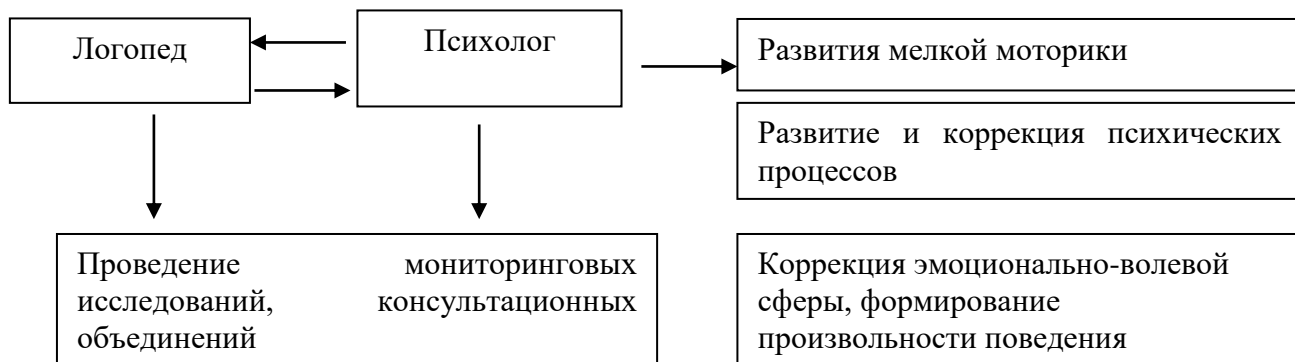 Логопед
Психолог
Развития мелкой моторики
Развитие и коррекция психических
процессов
Проведение мониторинговых
исследований, консультационных
объединений
Коррекция эмоционально-волевой
сферы, формирование
произвольности поведения